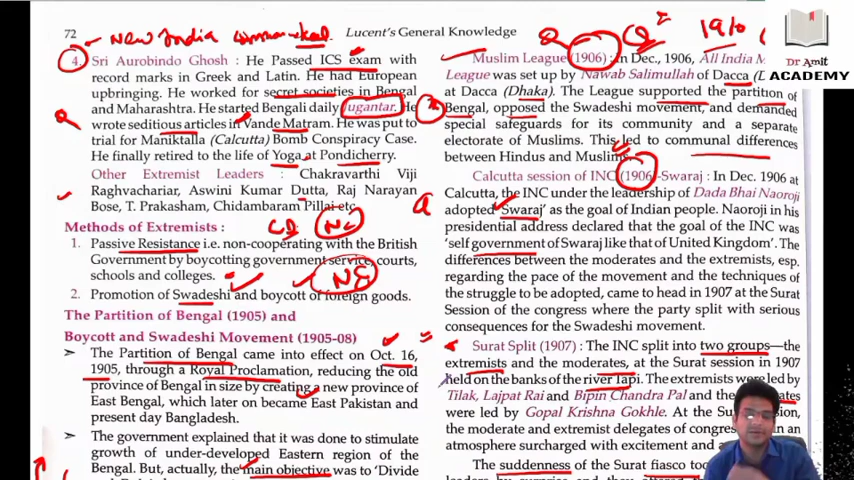 72
Lucent's General Knowledge
New India
1910
Dr Amit
ACADEMY
4. Sri Aurobindo Ghosh : He Passed ICS exam with
record marks in Greek and Latin. He had European
upbringing. He worked for secret societies in Bengal
and Maharashtra. He started Bengali daily Jugantar. He
wrote seditious articles in Vande Matram. He was put to
trial for Maniktalla (Calcutta) Bomb Conspiracy Case.
He finally retired to the life of Yoga at Pondicherry.
Other Extremist Leaders : Chakravarthi Viji
Raghvachariar, Aswini Kumar Dutta, Raj Narayan
Bose, T. Prakasham, Chidambaram Pillai etc.
Methods of Extremists :
1. Passive Resistance i.e. non-cooperating with the British
Government by boycotting government service, courts,
schools and colleges.
2. Promotion of Swadeshi and boycott of foreign goods.
The Partition of Bengal (1905) and
Boycott and Swadeshi Movement (1905-08)
➢ The Partition of Bengal came into effect on Oct. 16,
1905, through a Royal Proclamation, reducing the old
province of Bengal in size by creating a new province of
East Bengal, which later on became East Pakistan and
present day Bangladesh.
➢ The government explained that it was done to stimulate
growth of under-developed Eastern region of the
Bengal. But, actually, the main objective was to 'Divide
Muslim League (1906) : In Dec., 1906, All India M
League was set up by Nawab Salimullah of Dacca
at Dacca (Dhaka). The League supported the partition of
Bengal, opposed the Swadeshi movement, and demanded
special safeguards for its community and a separate
electorate of Muslims. This led to communal differences
between Hindus and Muslim
Calcutta session of INC (1906)-Swaraj : In Dec. 1906 at
Calcutta, the INC under the leadership of Dada Bhai Naoroji
adopted 'Swaraj' as the goal of Indian people. Naoroji in his
presidential address declared that the goal of the INC was
'self government of Swaraj like that of United Kingdom'. The
differences between the moderates and the extremists, esp.
regarding the pace of the movement and the techniques of
the struggle to be adopted, came to head in 1907 at the Surat
Session of the congress where the party split with serious
consequences for the Swadeshi movement.
Surat Split (1907) : The INC split into two groups—the
extremists and the moderates, at the Surat session in 1907
held on the banks of the river Tapi. The extremists were led by
Tilak, Lajpat Rai and Bipin Chandra Pal and the
were led by Gopal Krishna Gokhle. At the
the moderate and extremist delegates of in an
atmosphere surcharged with excitement and
The suddenness of the Surat fiasco